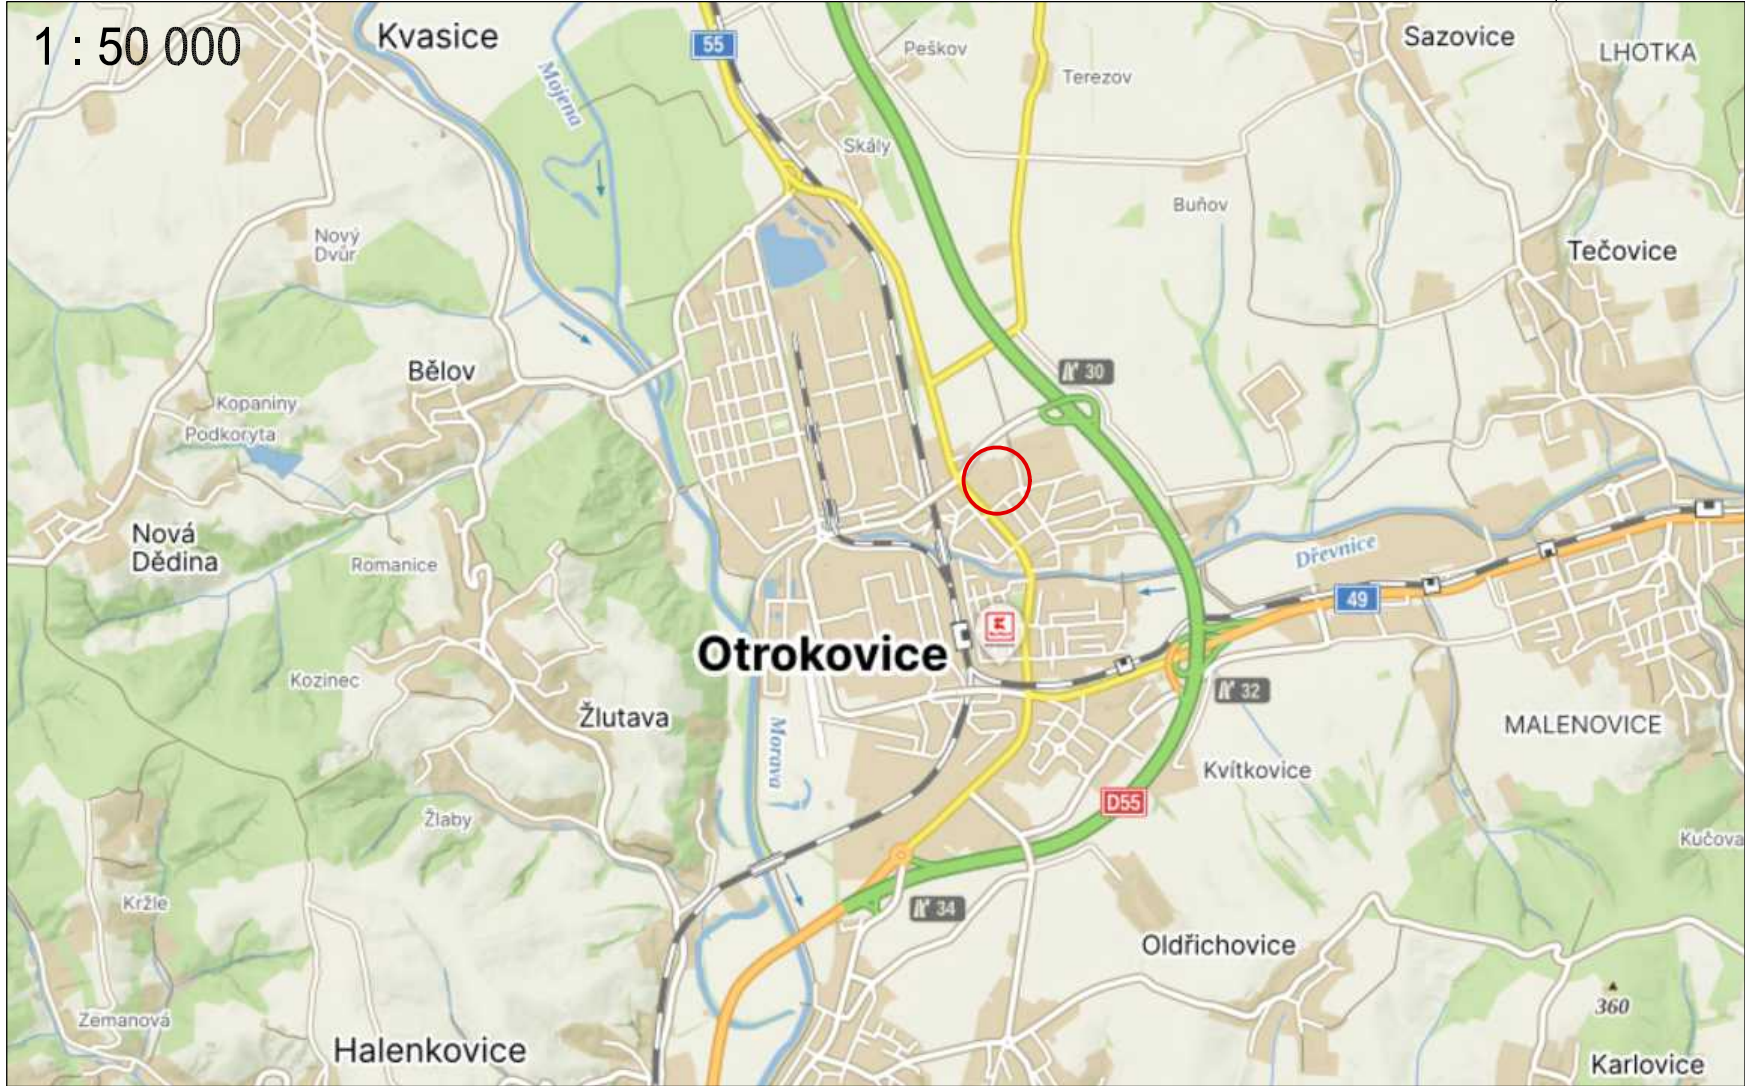 1 : 50 000
Kvasice
55
Peškov
Sazovice
LHOTKA
Mojena
Terezov
Skály
Buňov
Nový
Dvůr
Tečovice
Bělov
30
Kopaniny
Podkoryta
Nová
Dědina
Romanice
Dřevnice
49
Otrokovice
Kozinec
32
Žlutava
MALENOVICE
Morava
Kvítkovice
D55
Žlaby
Kučova
Kržle
34
Oldřichovice
360
Zemanová
Halenkovice
Karlovice